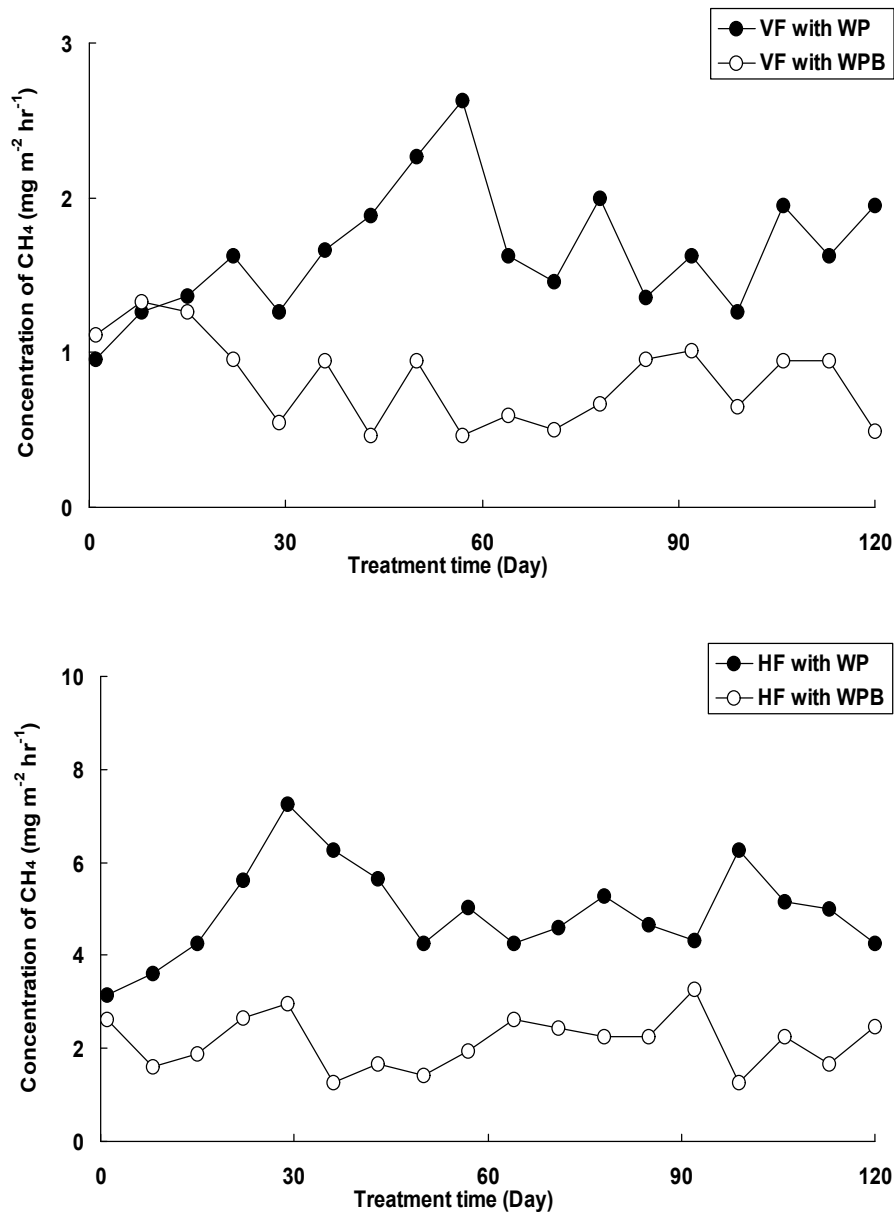 VF with WP
VF with WPB
3
2
1
0
Concentration of CH₄ (mg m⁻² hr⁻¹)
0 30 60 90 120
Treatment time (Day)
HF with WP
HF with WPB
10
8
6
4
2
0
Concentration of CH₄ (mg m⁻² hr⁻¹)
0 30 60 90 120
Treatment time (Day)